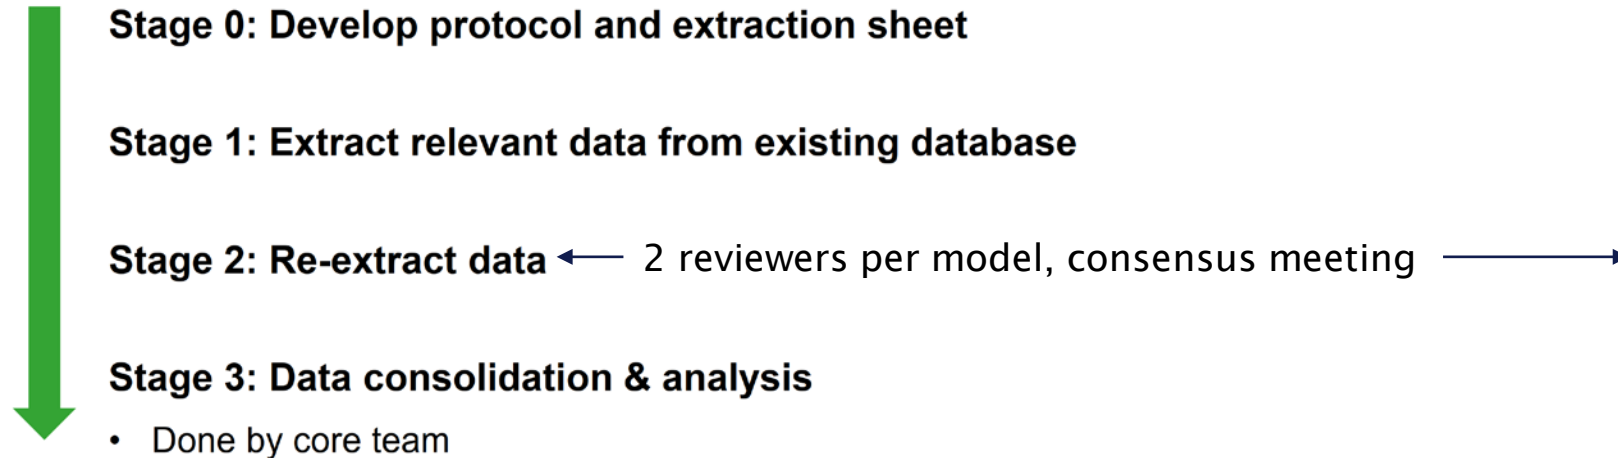 Stage 0: Develop protocol and extraction sheet
Stage 1: Extract relevant data from existing database
Stage 2: Re-extract data 2 reviewers per model, consensus meeting
Stage 3: Data consolidation & analysis
• Done by core team